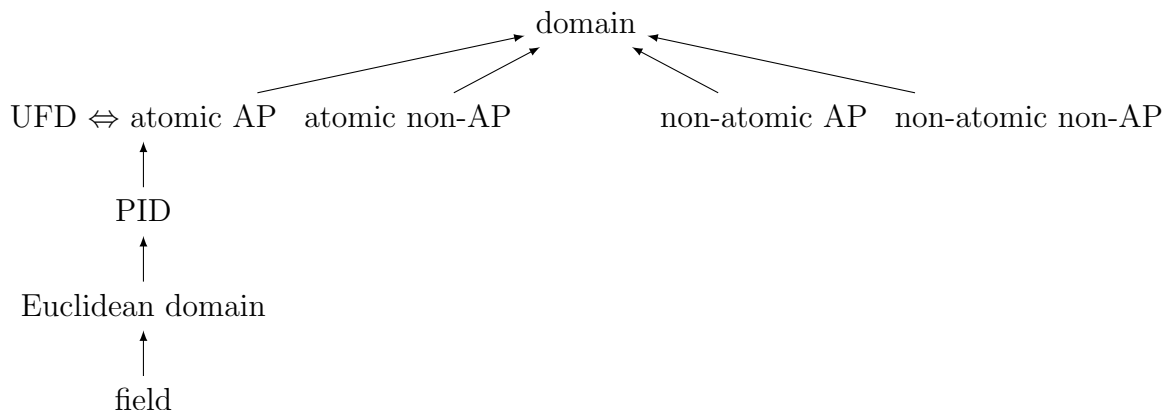 domain
UFD ⇔ atomic AP atomic non-AP non-atomic AP non-atomic non-AP
PID
Euclidean domain
field